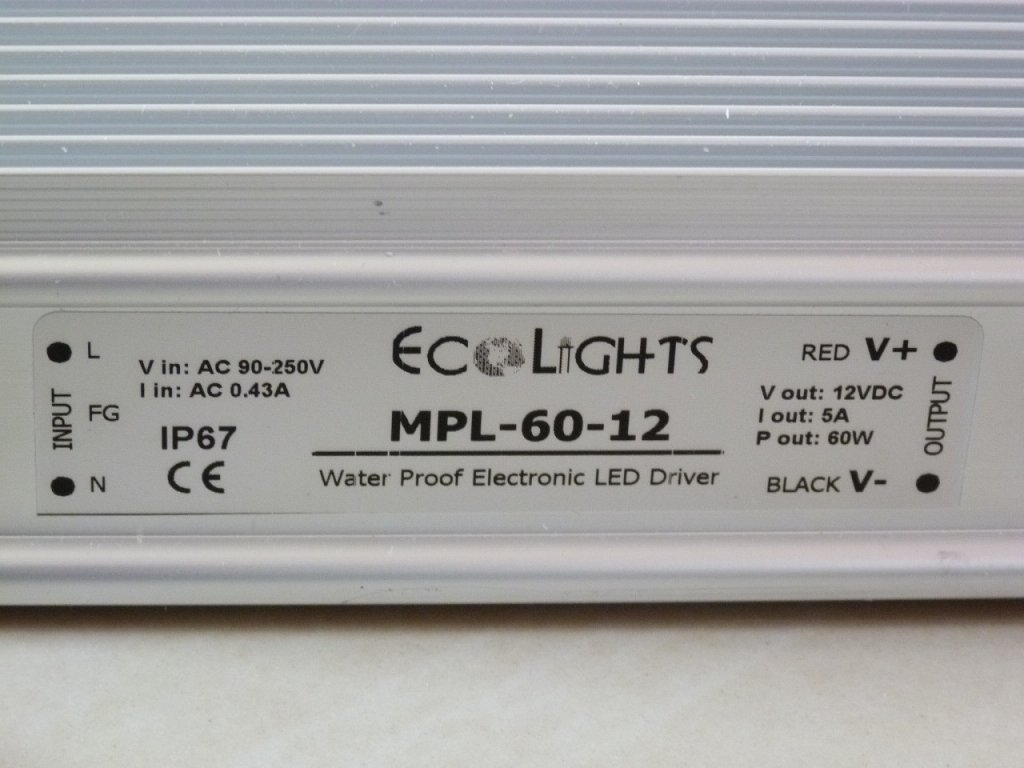 L
INPUT
FG
N
V in: AC 90-250V
I in: AC 0.43A
IP67
CE
ECOLIGHTS
MPL-60-12
Water Proof Electronic LED Driver
RED V+
V out: 12VDC
I out: 5A
P out: 60W
BLACK V-
OUTPUT